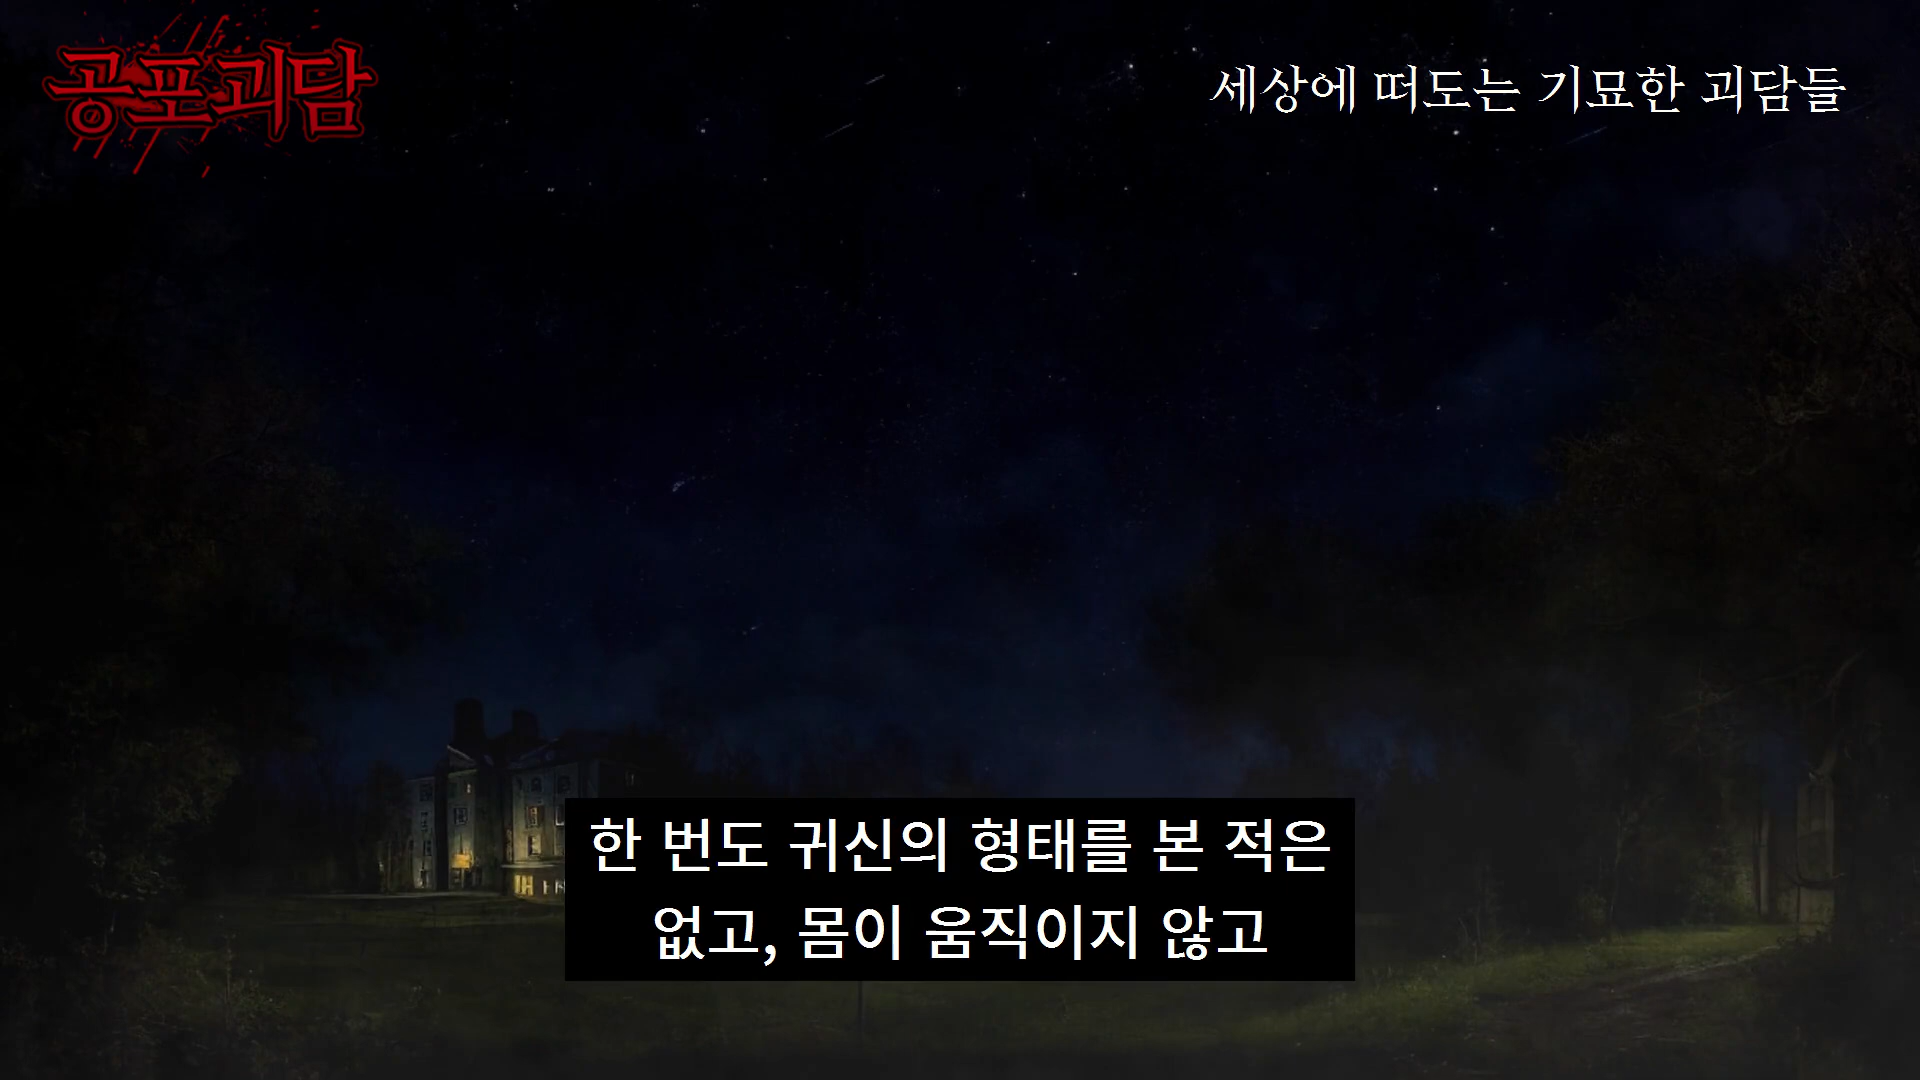 공포괴담
세상에 떠도는 기묘한 괴담들
한 번도 귀신의 형태를 본 적은
없고, 몸이 움직이지 않고